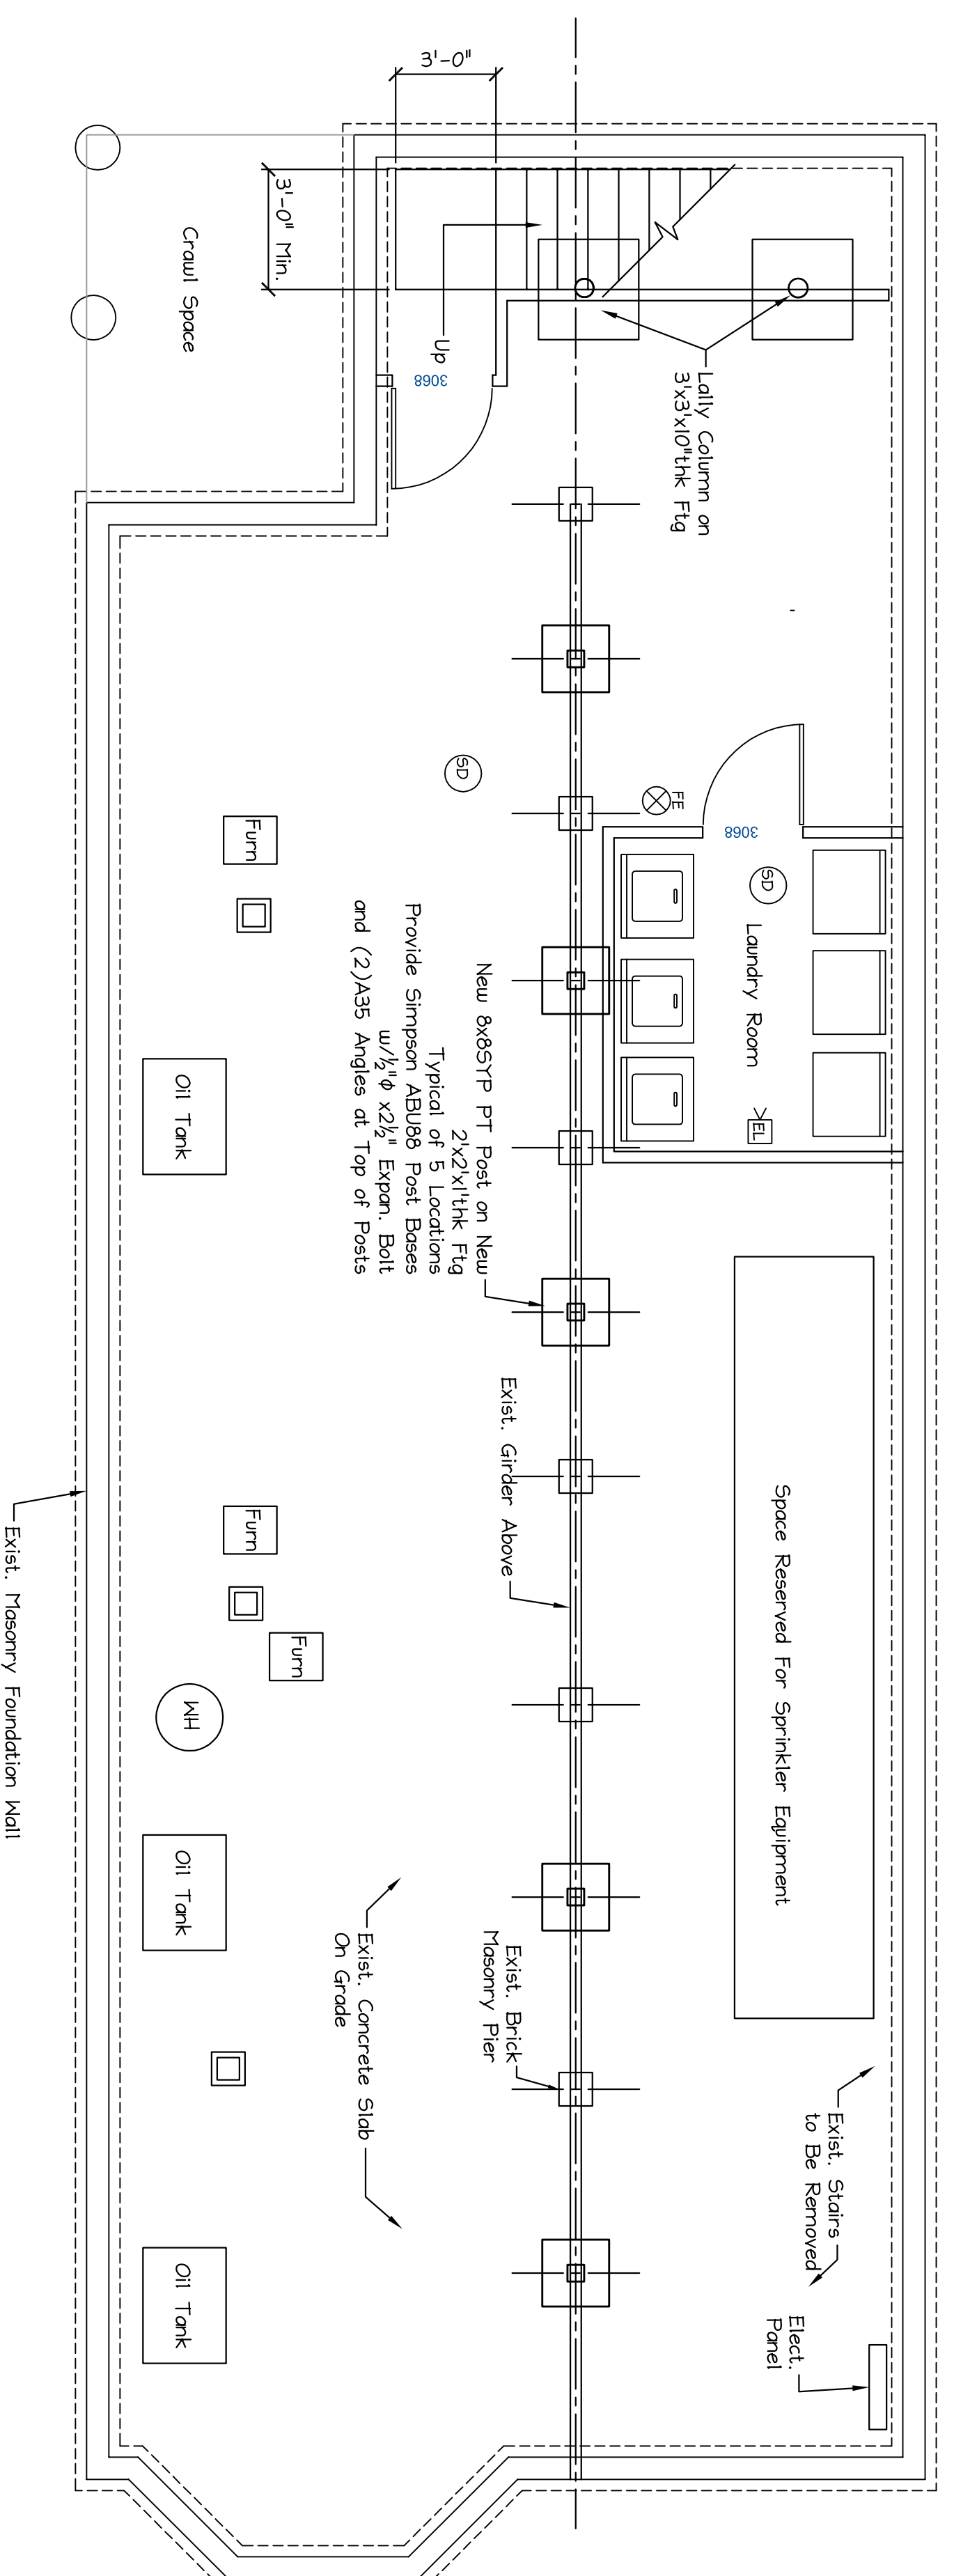 3'-0"
3'-0" Min.
Crawl Space
Up
3068
Lally Column on
3'x3'x10"thk Ftg
SD
FE
3068
SD
Laundry Room
EL
Furn
Oil Tank
New 8x8SYP PT Post on New
2'x2'x1'thk Ftg
Typical of 5 Locations
Provide Simpson ABU88 Post Bases
w/½"Φ x2½" Expan. Bolt
and (2)A35 Angles at Top of Posts
Exist. Girder Above
Space Reserved For Sprinkler Equipment
Furn
Furn
WH
Oil Tank
Exist. Masonry Foundation Wall
Exist. Concrete Slab
On Grade
Exist. Brick
Masonry Pier
Exist. Stairs
to Be Removed
Elect.
Panel
Oil Tank